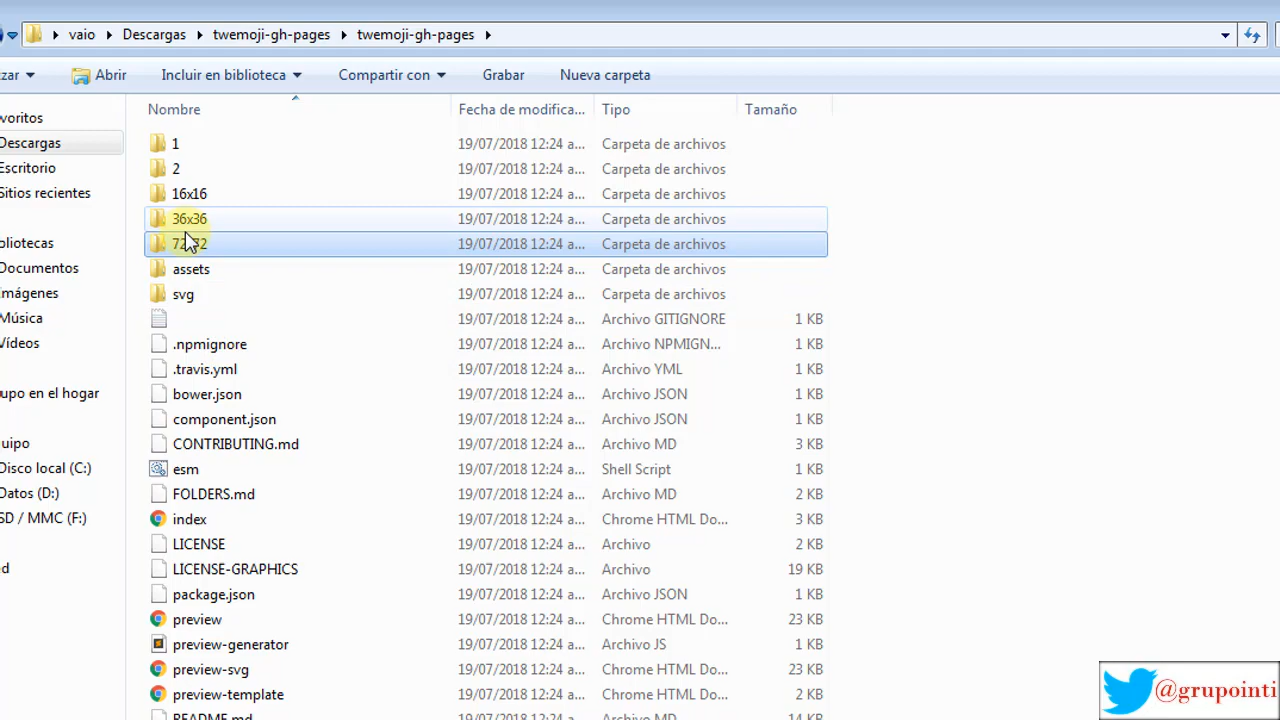 vaio Descargas twemoji-gh-pages twemoji-gh-pages
zar Abrir Incluir en biblioteca Compartir con Grabar Nueva carpeta
Nombre Fecha de modifica... Tipo Tamaño
voritos
Descargas
Escritorio
Sitios recientes
bliotecas
Documentos
Imágenes
Música
Vídeos
upo en el hogar
quipo
Disco local (C:)
Datos (D:)
SD / MMC (F:)
ed
1 19/07/2018 12:24 a... Carpeta de archivos
2 19/07/2018 12:24 a... Carpeta de archivos
16x16 19/07/2018 12:24 a... Carpeta de archivos
36x36 19/07/2018 12:24 a... Carpeta de archivos
72x72 19/07/2018 12:24 a... Carpeta de archivos
assets 19/07/2018 12:24 a... Carpeta de archivos
svg 19/07/2018 12:24 a... Carpeta de archivos
19/07/2018 12:24 a... Archivo GITIGNORE 1 KB
.npmignore 19/07/2018 12:24 a... Archivo NPMIGN... 1 KB
.travis.yml 19/07/2018 12:24 a... Archivo YML 1 KB
bower.json 19/07/2018 12:24 a... Archivo JSON 1 KB
component.json 19/07/2018 12:24 a... Archivo JSON 1 KB
CONTRIBUTING.md 19/07/2018 12:24 a... Archivo MD 3 KB
esm 19/07/2018 12:24 a... Shell Script 1 KB
FOLDERS.md 19/07/2018 12:24 a... Archivo MD 2 KB
index 19/07/2018 12:24 a... Chrome HTML Do... 3 KB
LICENSE 19/07/2018 12:24 a... Archivo 2 KB
LICENSE-GRAPHICS 19/07/2018 12:24 a... Archivo 19 KB
package.json 19/07/2018 12:24 a... Archivo JSON 1 KB
preview 19/07/2018 12:24 a... Chrome HTML Do... 23 KB
preview-generator 19/07/2018 12:24 a... Archivo JS 1 KB
preview-svg 19/07/2018 12:24 a... Chrome HTML Do... 23 KB
preview-template 19/07/2018 12:24 a... Chrome HTML Do... 2 KB
README.md 19/07/2018 12:24 a... Archivo MD 14 KB
@grupointi